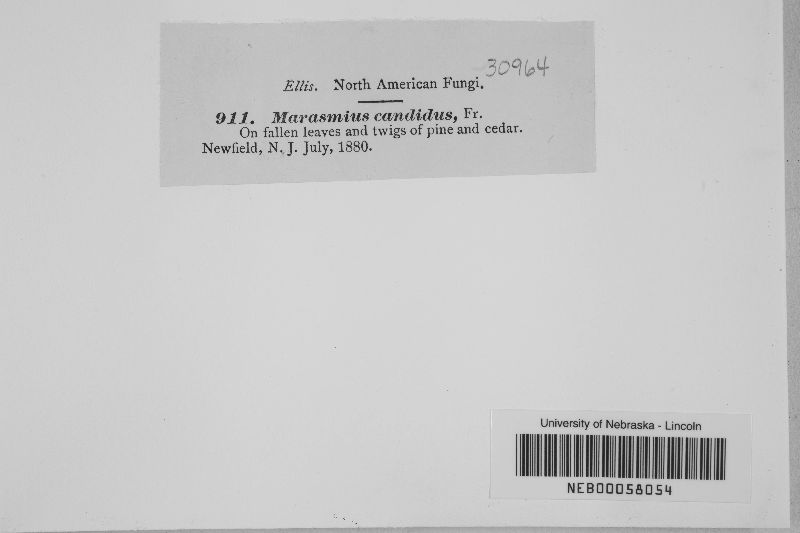 30964
Ellis. North American Fungi.
911. Marasmius candidus, Fr.
On fallen leaves and twigs of pine and cedar.
Newfield, N. J. July, 1880.
University of Nebraska - Lincoln
NEB00058054